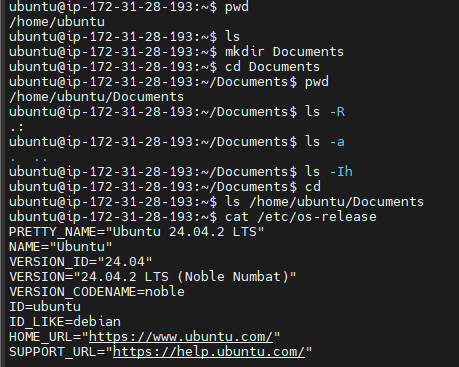 ubuntu@ip-172-31-28-193:~$ pwd
/home/ubuntu
ubuntu@ip-172-31-28-193:~$ ls
ubuntu@ip-172-31-28-193:~$ mkdir Documents
ubuntu@ip-172-31-28-193:~$ cd Documents
ubuntu@ip-172-31-28-193:~/Documents$ pwd
/home/ubuntu/Documents
ubuntu@ip-172-31-28-193:~/Documents$ ls -R
.:
ubuntu@ip-172-31-28-193:~/Documents$ ls -a
.  ..
ubuntu@ip-172-31-28-193:~/Documents$ ls -Ih
ubuntu@ip-172-31-28-193:~/Documents$ cd
ubuntu@ip-172-31-28-193:~$ ls /home/ubuntu/Documents
ubuntu@ip-172-31-28-193:~$ cat /etc/os-release
PRETTY_NAME="Ubuntu 24.04.2 LTS"
NAME="Ubuntu"
VERSION_ID="24.04"
VERSION="24.04.2 LTS (Noble Numbat)"
VERSION_CODENAME=noble
ID=ubuntu
ID_LIKE=debian
HOME_URL="https://www.ubuntu.com/"
SUPPORT_URL="https://help.ubuntu.com/"